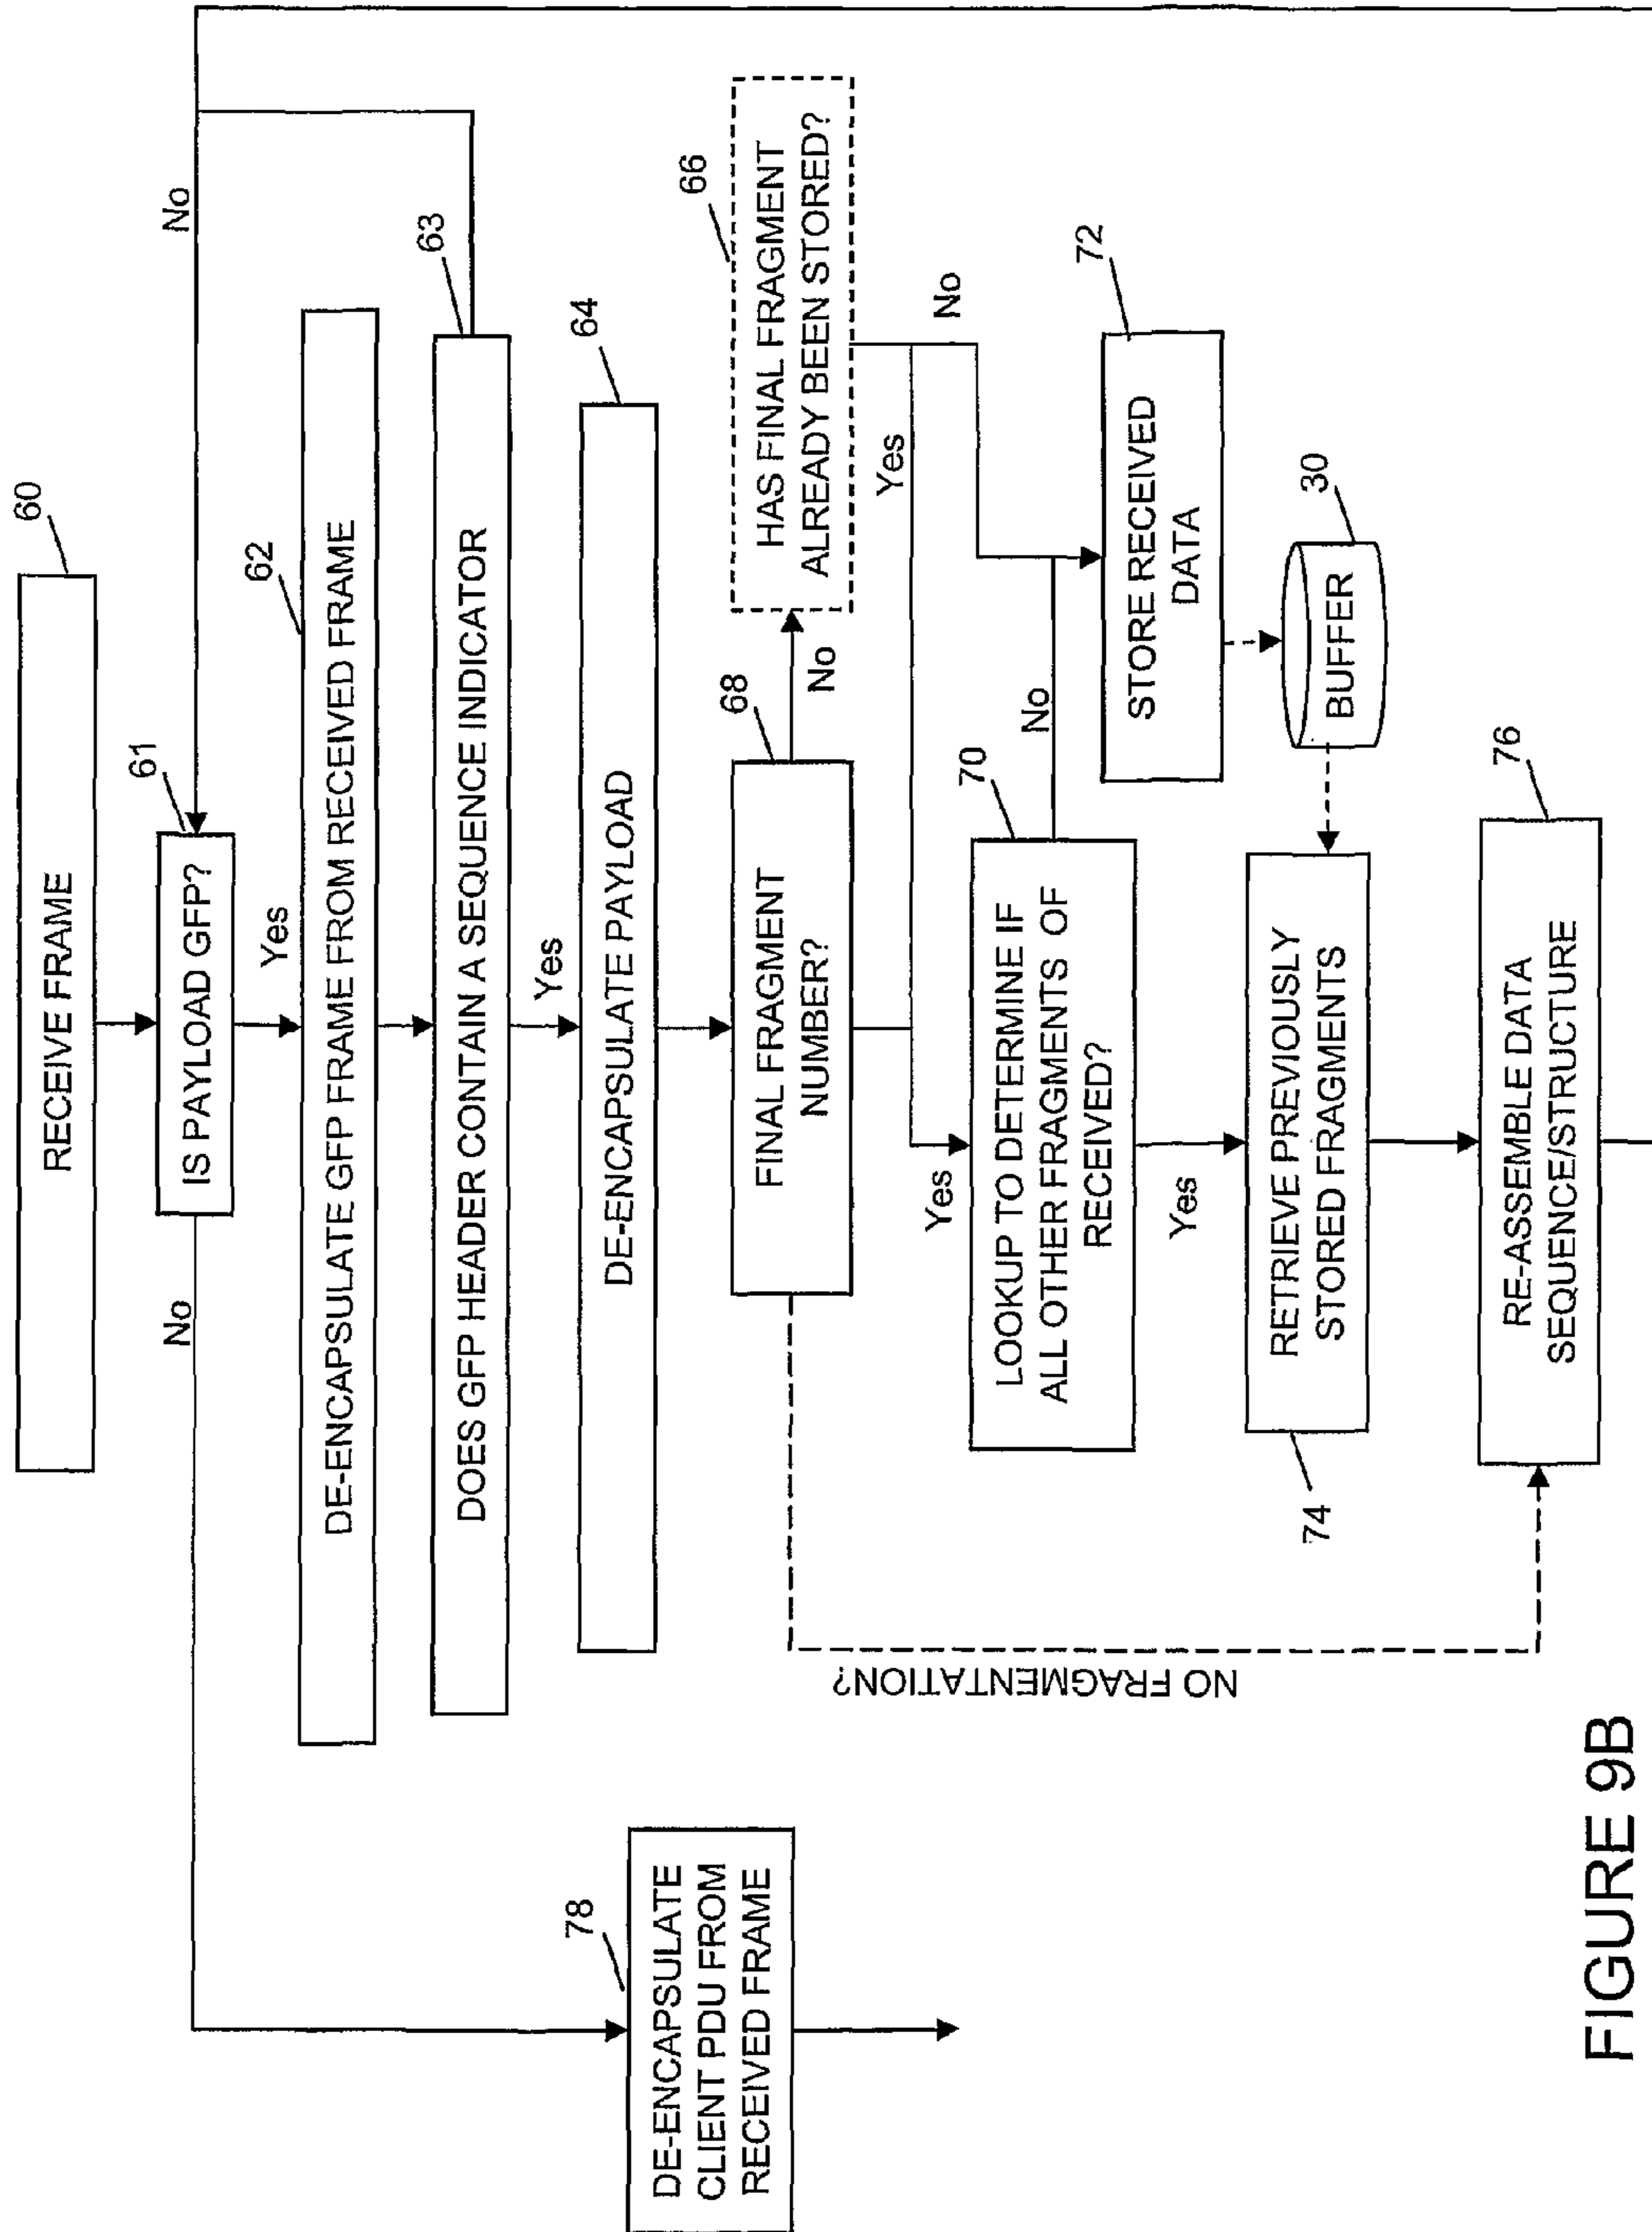 60
RECEIVE FRAME
61
IS PAYLOAD GFP?
No
No
Yes
62
DE-ENCAPSULATE GFP FRAME FROM RECEIVED FRAME
63
DOES GFP HEADER CONTAIN A SEQUENCE INDICATOR
Yes
64
DE-ENCAPSULATE PAYLOAD
78
DE-ENCAPSULATE
CLIENT PDU FROM
RECEIVED FRAME
68
FINAL FRAGMENT
NUMBER?
No
66
HAS FINAL FRAGMENT
ALREADY BEEN STORED?
Yes
No
NO FRAGMENTATION?
Yes
70
LOOKUP TO DETERMINE IF
ALL OTHER FRAGMENTS OF
RECEIVED?
No
72
STORE RECEIVED
DATA
Yes
30
BUFFER
74
RETRIEVE PREVIOUSLY
STORED FRAGMENTS
76
RE-ASSEMBLE DATA
SEQUENCE/STRUCTURE
FIGURE 9B